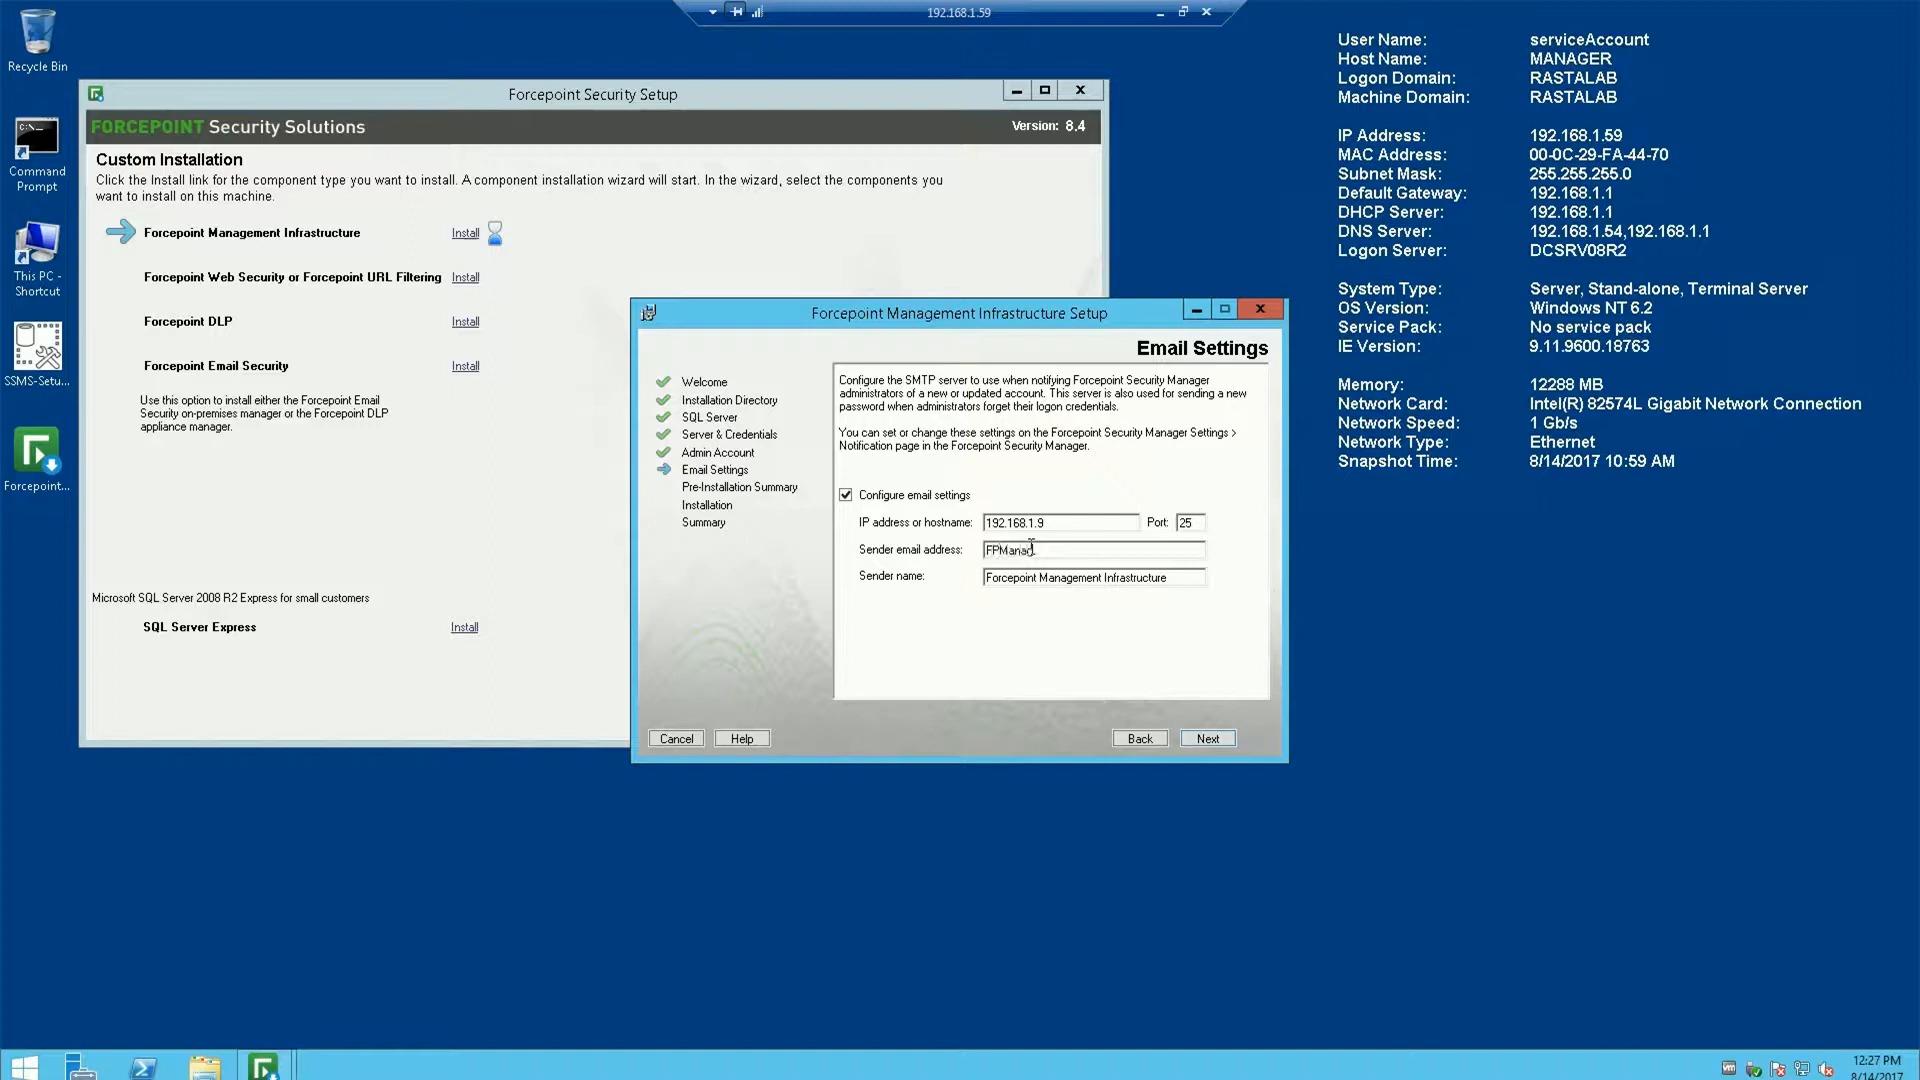 192.168.1.59
Recycle Bin
Command
Prompt
This PC -
Shortcut
SSMS-Setu...
Forcepoint...
Forcepoint Security Setup
FORCEPOINT Security Solutions
Version: 8.4
Custom Installation
Click the Install link for the component type you want to install. A component installation wizard will start. In the wizard, select the components you
want to install on this machine.
Forcepoint Management Infrastructure Install
Forcepoint Web Security or Forcepoint URL Filtering Install
Forcepoint DLP Install
Forcepoint Email Security Install
Use this option to install either the Forcepoint Email
Security on-premises manager or the Forcepoint DLP
appliance manager.
Microsoft SQL Server 2008 R2 Express for small customers
SQL Server Express Install
Forcepoint Management Infrastructure Setup
Email Settings
Welcome
Installation Directory
SQL Server
Server & Credentials
Admin Account
Email Settings
Pre-Installation Summary
Installation
Summary
Configure the SMTP server to use when notifying Forcepoint Security Manager
administrators of a new or updated account. This server is also used for sending a new
password when administrators forget their logon credentials.
You can set or change these settings on the Forcepoint Security Manager Settings >
Notification page in the Forcepoint Security Manager.
Configure email settings
IP address or hostname: 192.168.1.9 Port: 25
Sender email address: FPManag
Sender name: Forcepoint Management Infrastructure
Cancel Help Back Next
User Name: serviceAccount
Host Name: MANAGER
Logon Domain: RASTALAB
Machine Domain: RASTALAB
IP Address: 192.168.1.59
MAC Address: 00-0C-29-FA-44-70
Subnet Mask: 255.255.255.0
Default Gateway: 192.168.1.1
DHCP Server: 192.168.1.1
DNS Server: 192.168.1.54,192.168.1.1
Logon Server: DCSRV08R2
System Type: Server, Stand-alone, Terminal Server
OS Version: Windows NT 6.2
Service Pack: No service pack
IE Version: 9.11.9600.18763
Memory: 12288 MB
Network Card: Intel(R) 82574L Gigabit Network Connection
Network Speed: 1 Gb/s
Network Type: Ethernet
Snapshot Time: 8/14/2017 10:59 AM
12:27 PM
8/14/2017